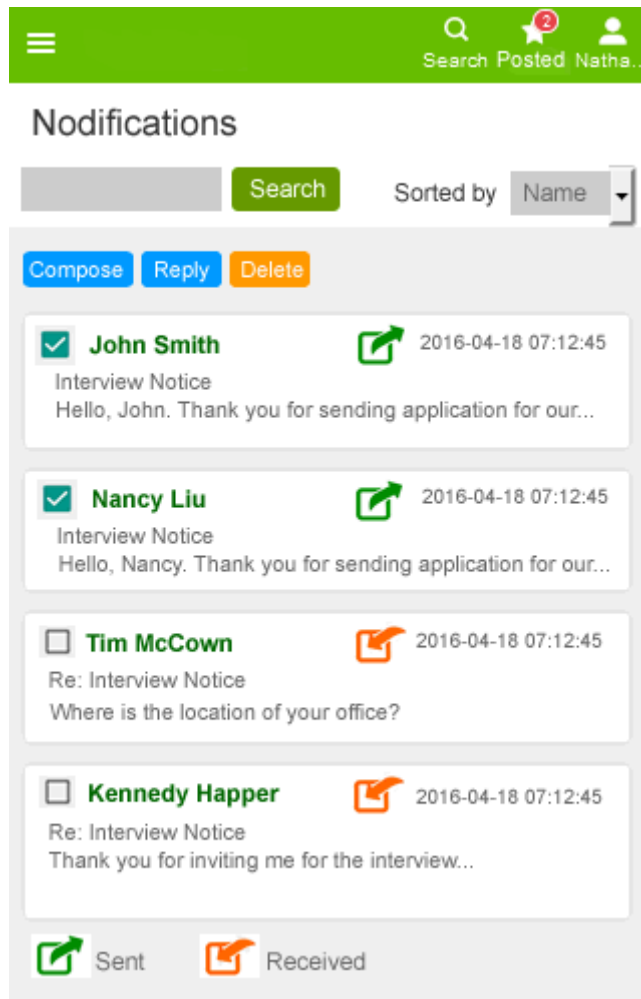 2
Search Posted Natha..
Nodifications
Search Sorted by Name
Compose Reply Delete
John Smith 2016-04-18 07:12:45
Interview Notice
Hello, John. Thank you for sending application for our...
Nancy Liu 2016-04-18 07:12:45
Interview Notice
Hello, Nancy. Thank you for sending application for our...
Tim McCown 2016-04-18 07:12:45
Re: Interview Notice
Where is the location of your office?
Kennedy Happer 2016-04-18 07:12:45
Re: Interview Notice
Thank you for inviting me for the interview...
Sent Received